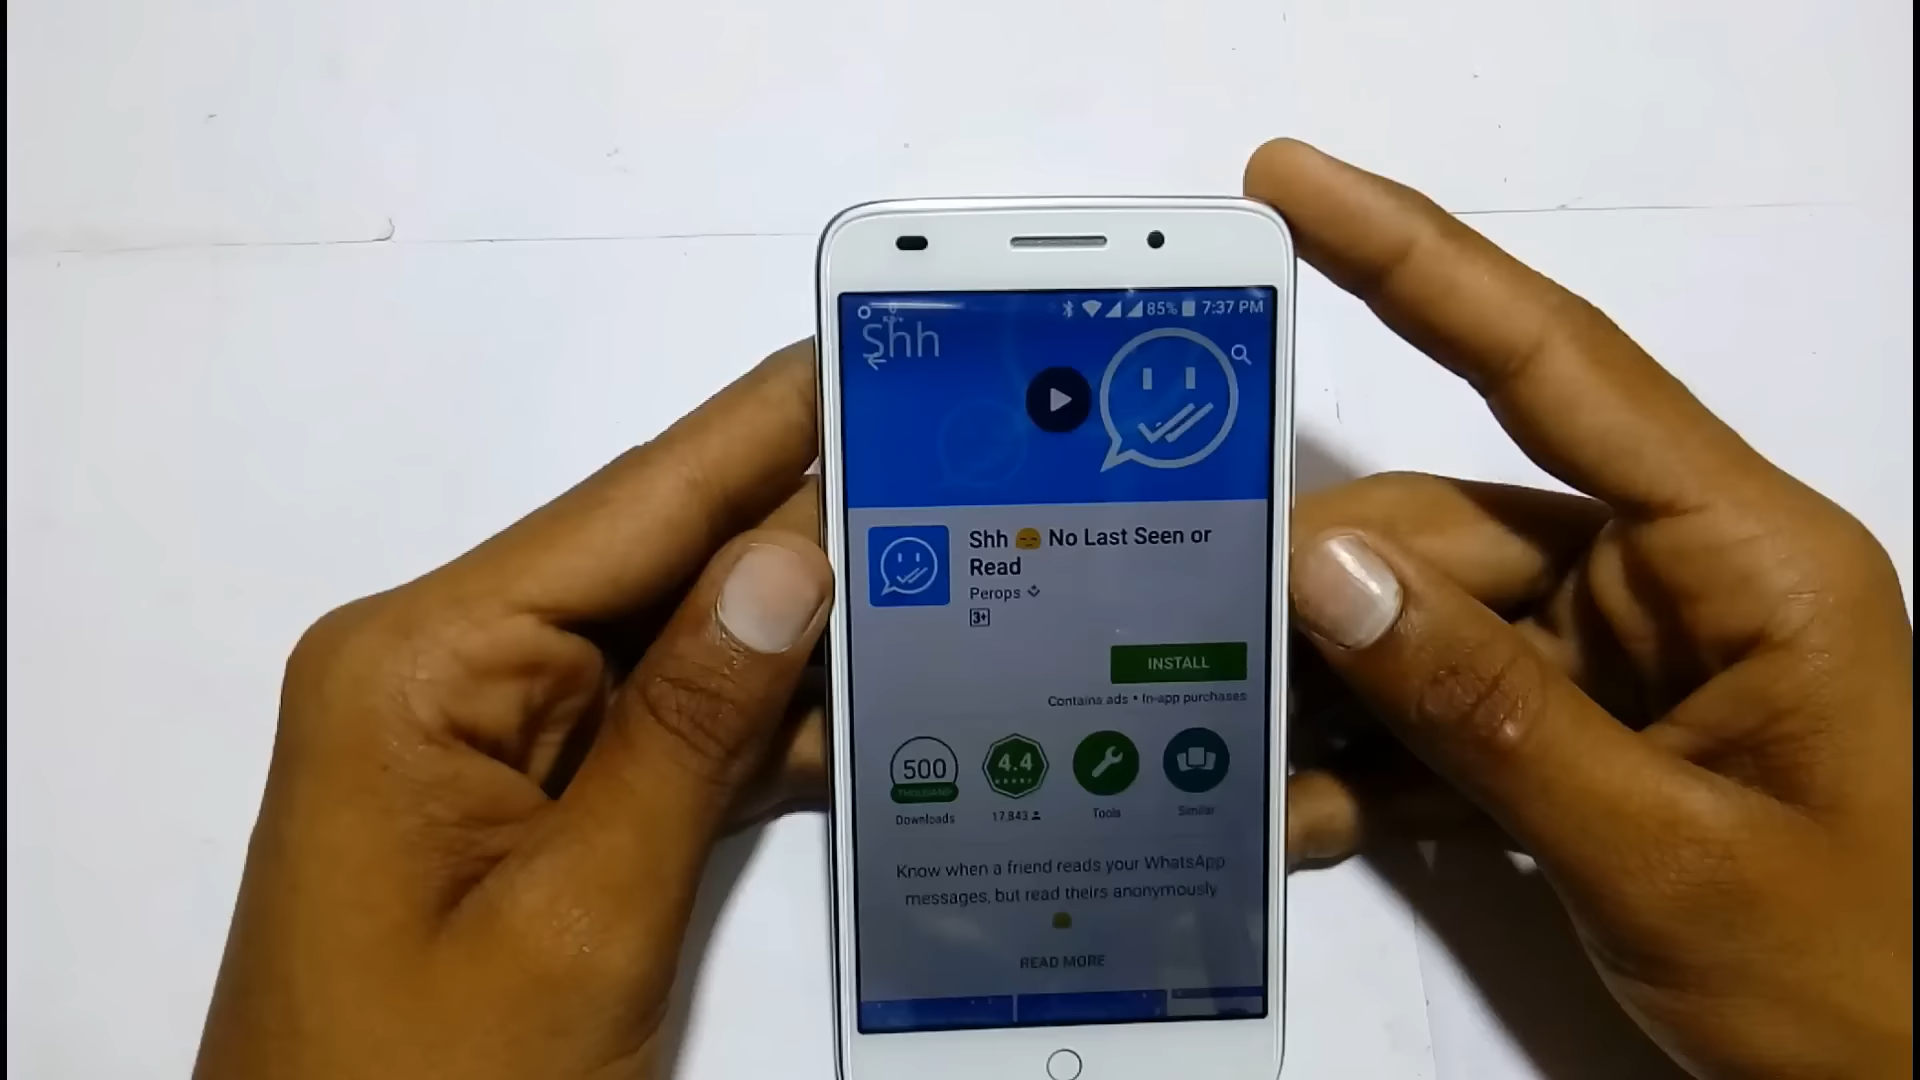 85% 7:37 PM
Shh
Shh 😔 No Last Seen or
Read
Perops
3+
INSTALL
Contains ads • In-app purchases
500
THOUSAND
4.4
Downloads
17,843
Tools
Similar
Know when a friend reads your WhatsApp
messages, but read theirs anonymously
READ MORE